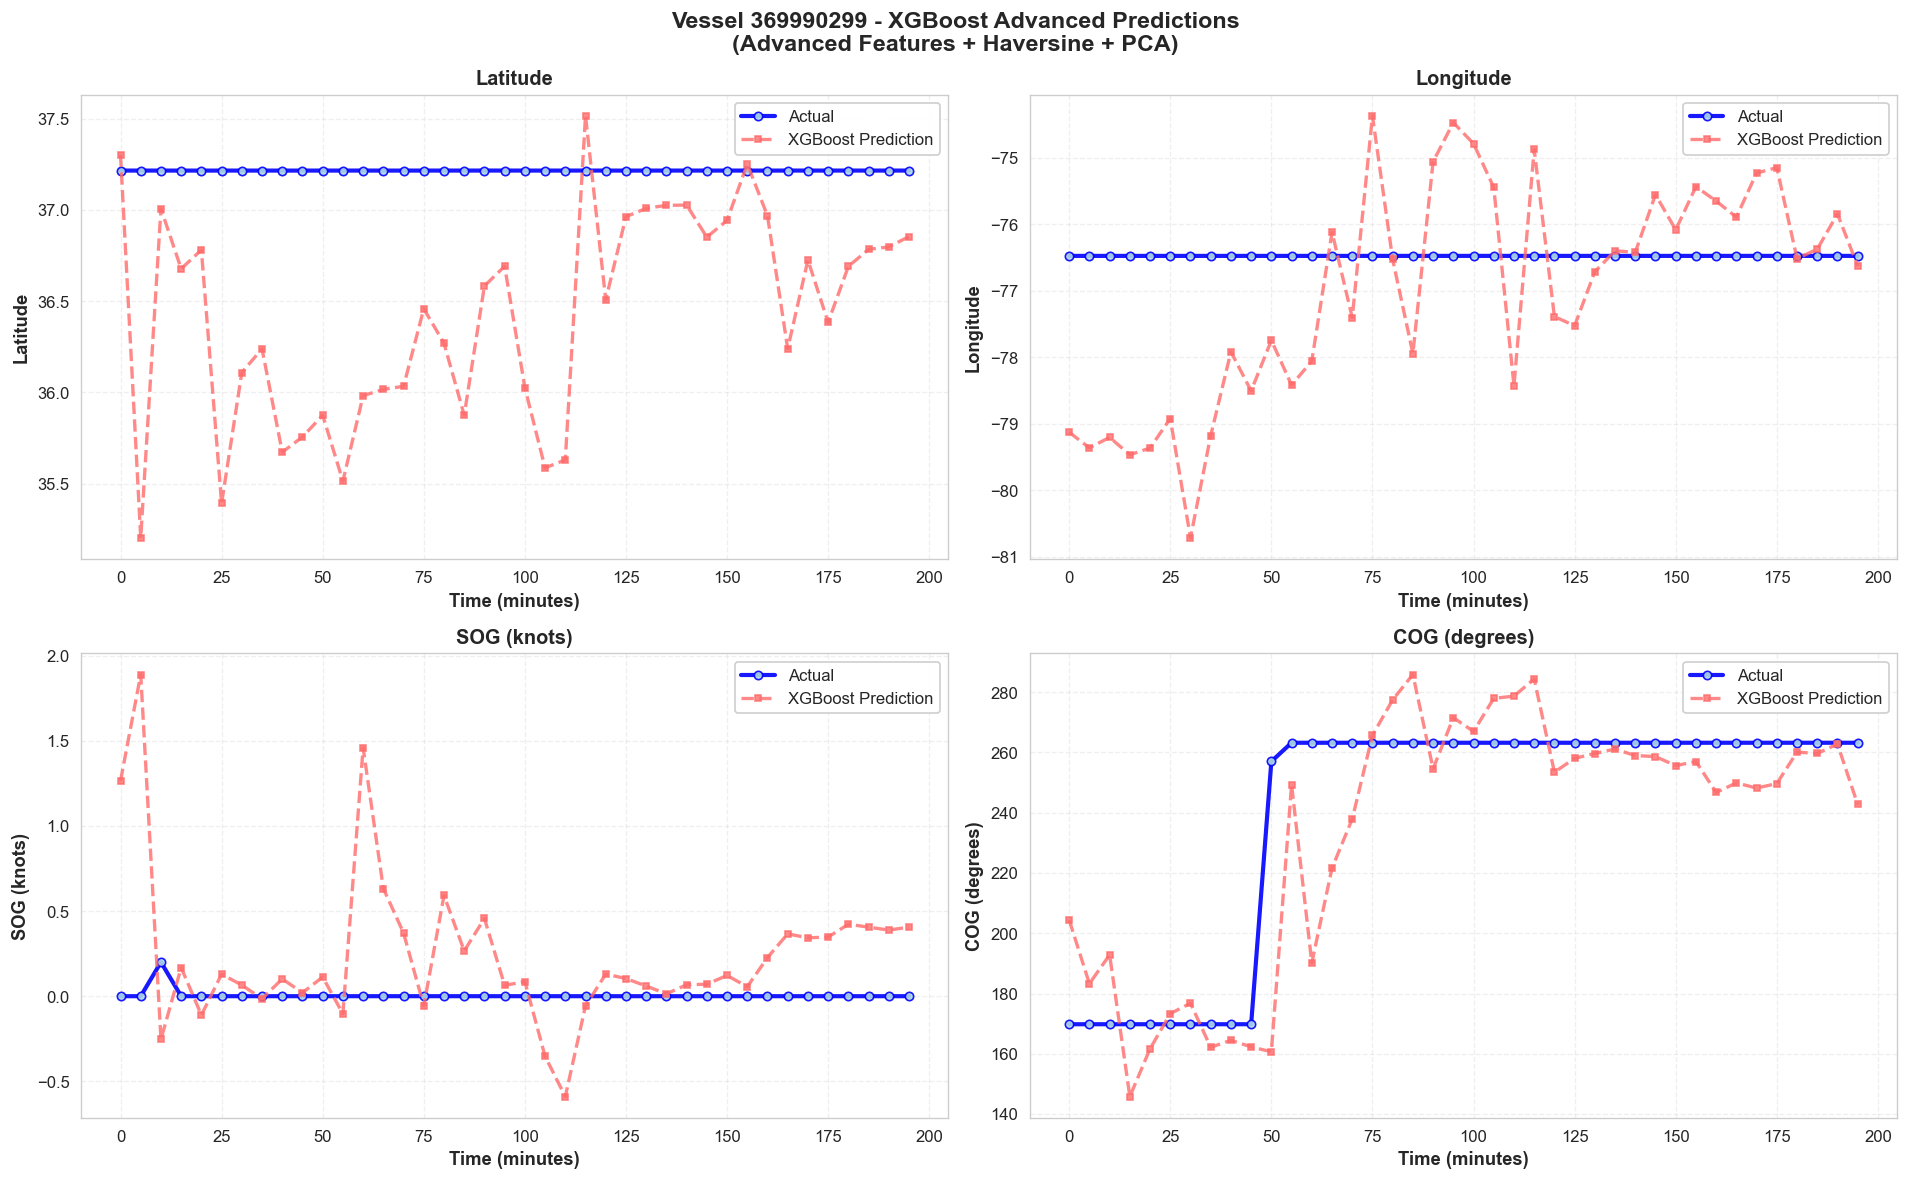 Vessel 369990299 - XGBoost Advanced Predictions
(Advanced Features + Haversine + PCA)
Latitude
Actual
XGBoost Prediction
37.5
37.0
36.5
36.0
35.5
Latitude
0 25 50 75 100 125 150 175 200
Time (minutes)
Longitude
Actual
XGBoost Prediction
−75
−76
−77
−78
−79
−80
−81
Longitude
0 25 50 75 100 125 150 175 200
Time (minutes)
SOG (knots)
Actual
XGBoost Prediction
2.0
1.5
1.0
0.5
0.0
−0.5
SOG (knots)
0 25 50 75 100 125 150 175 200
Time (minutes)
COG (degrees)
Actual
XGBoost Prediction
280
260
240
220
200
180
160
140
COG (degrees)
0 25 50 75 100 125 150 175 200
Time (minutes)